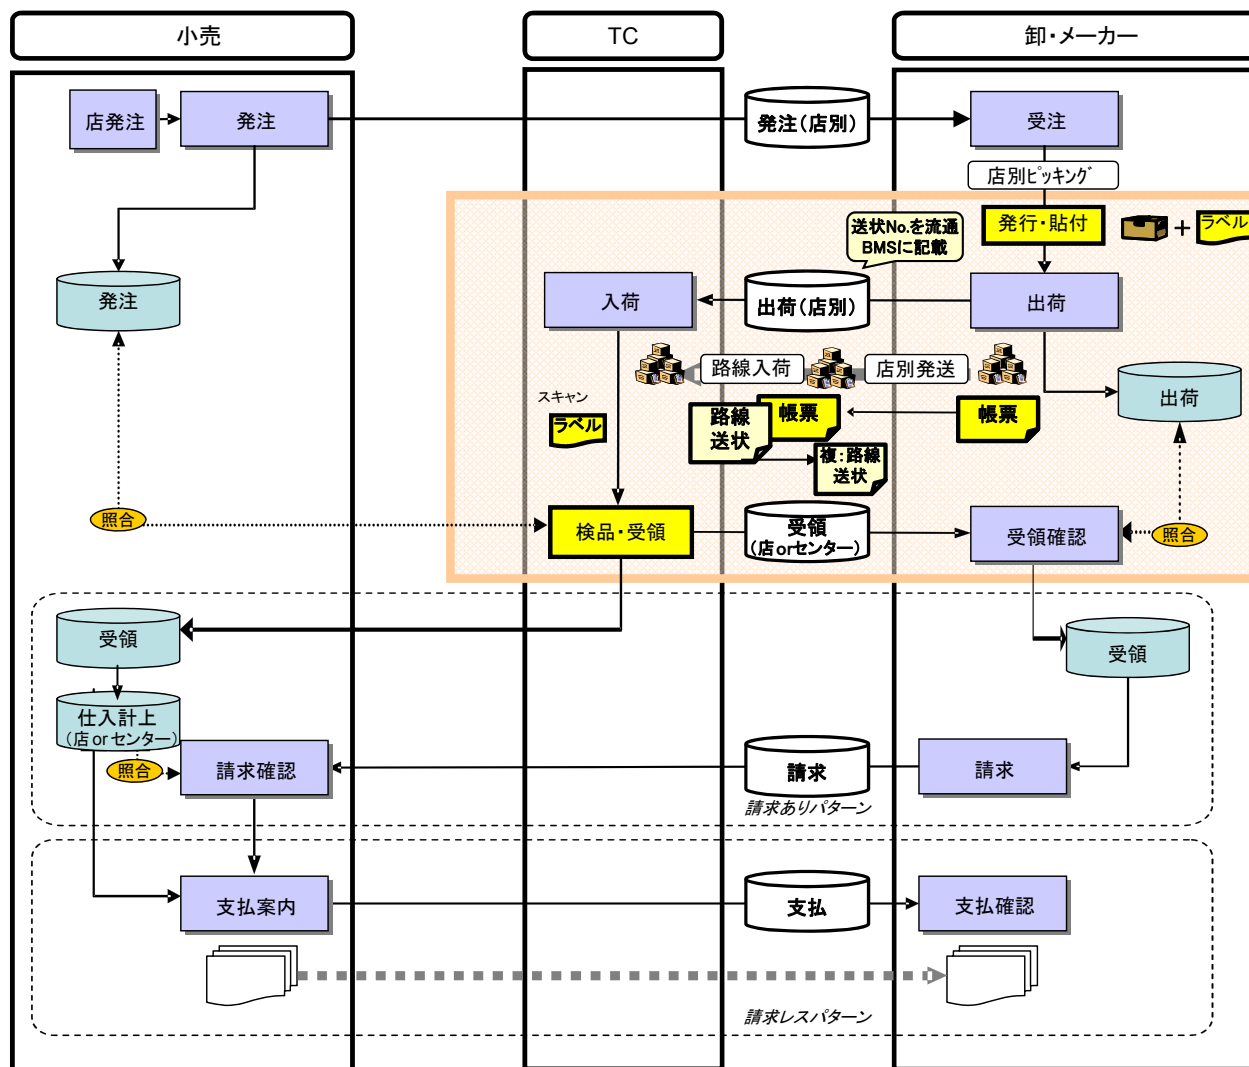 小売
TC
卸・メーカー
店発注
発注
発注(店別)
受注
店別ピッキング
発行・貼付
+
ラベル
送状No.を流通
BMSに記載
発注
入荷
出荷(店別)
出荷
路線入荷
店別発送
出荷
スキャン
ラベル
路線
送状
帳票
帳票
複:路線
送状
照合
検品・受領
受領
(店orセンター)
受領確認
照合
受領
受領
仕入計上
(店orセンター)
照合
請求確認
請求
請求
請求ありパターン
支払案内
支払
支払確認
請求レスパターン